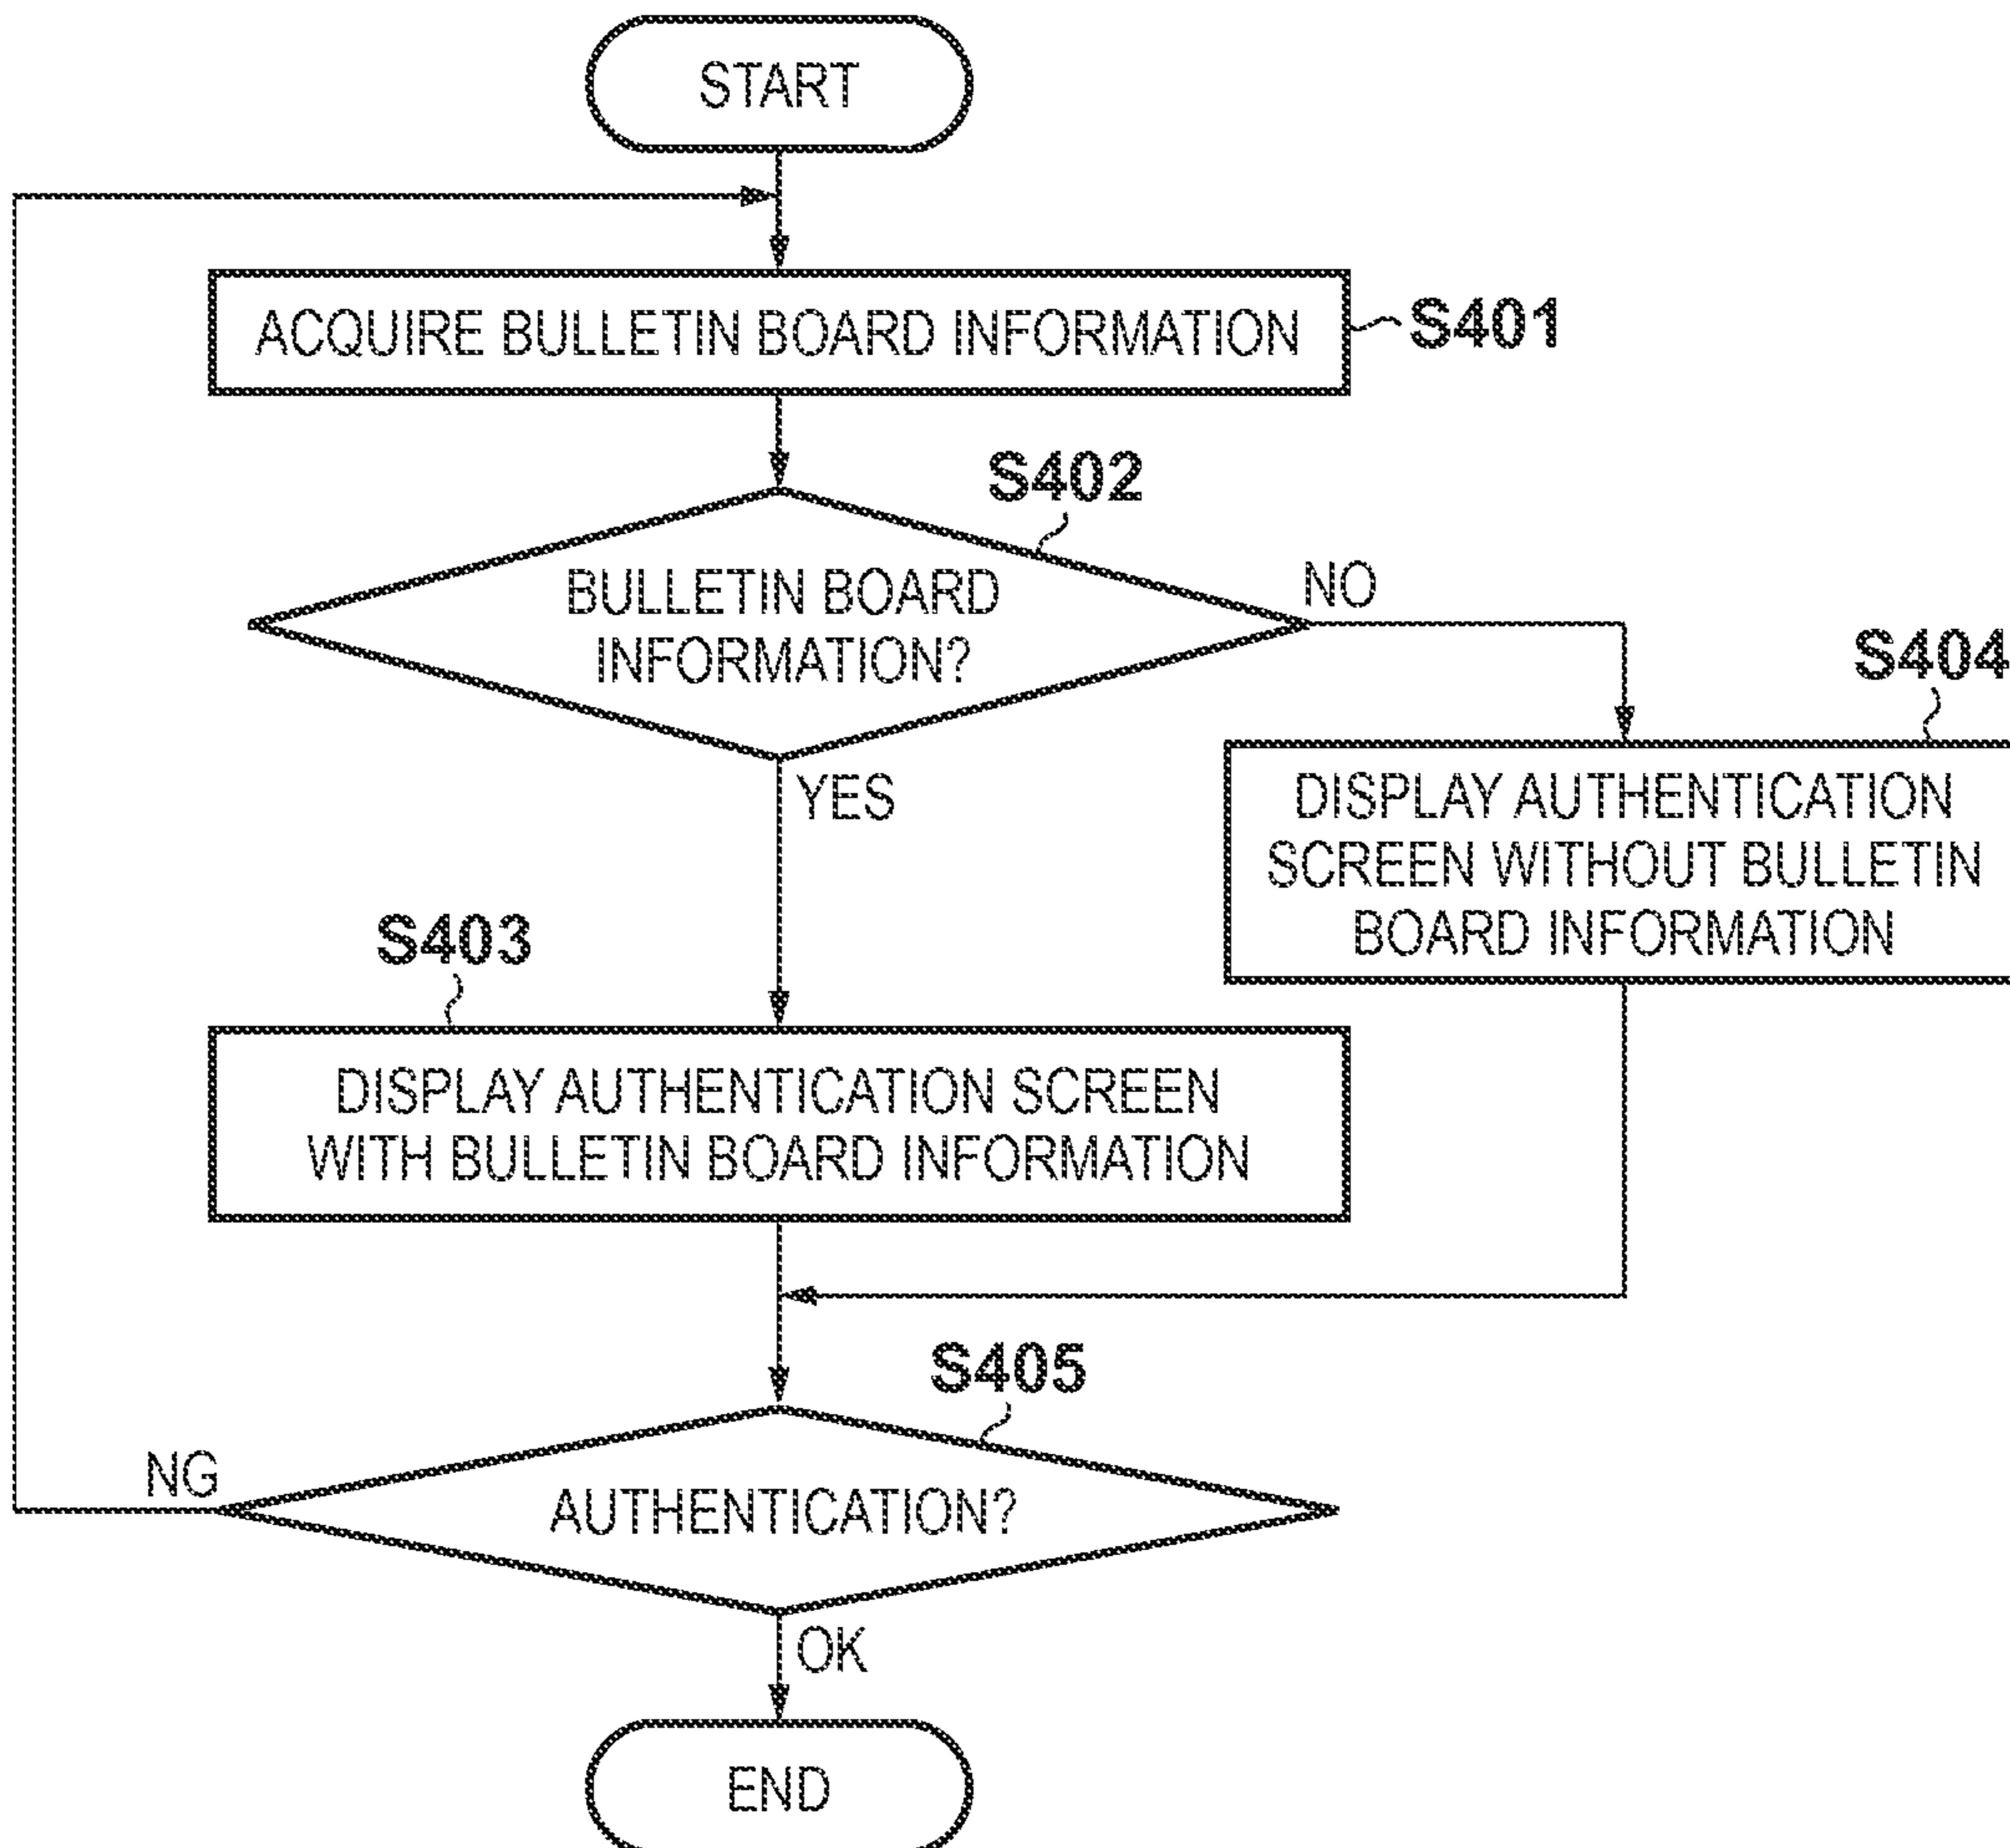 START
ACQUIRE BULLETIN BOARD INFORMATION
S401
S402
BULLETIN BOARD
INFORMATION?
NO
YES
S404
DISPLAY AUTHENTICATION
SCREEN WITHOUT BULLETIN
BOARD INFORMATION
S403
DISPLAY AUTHENTICATION SCREEN
WITH BULLETIN BOARD INFORMATION
S405
AUTHENTICATION?
NG
OK
END